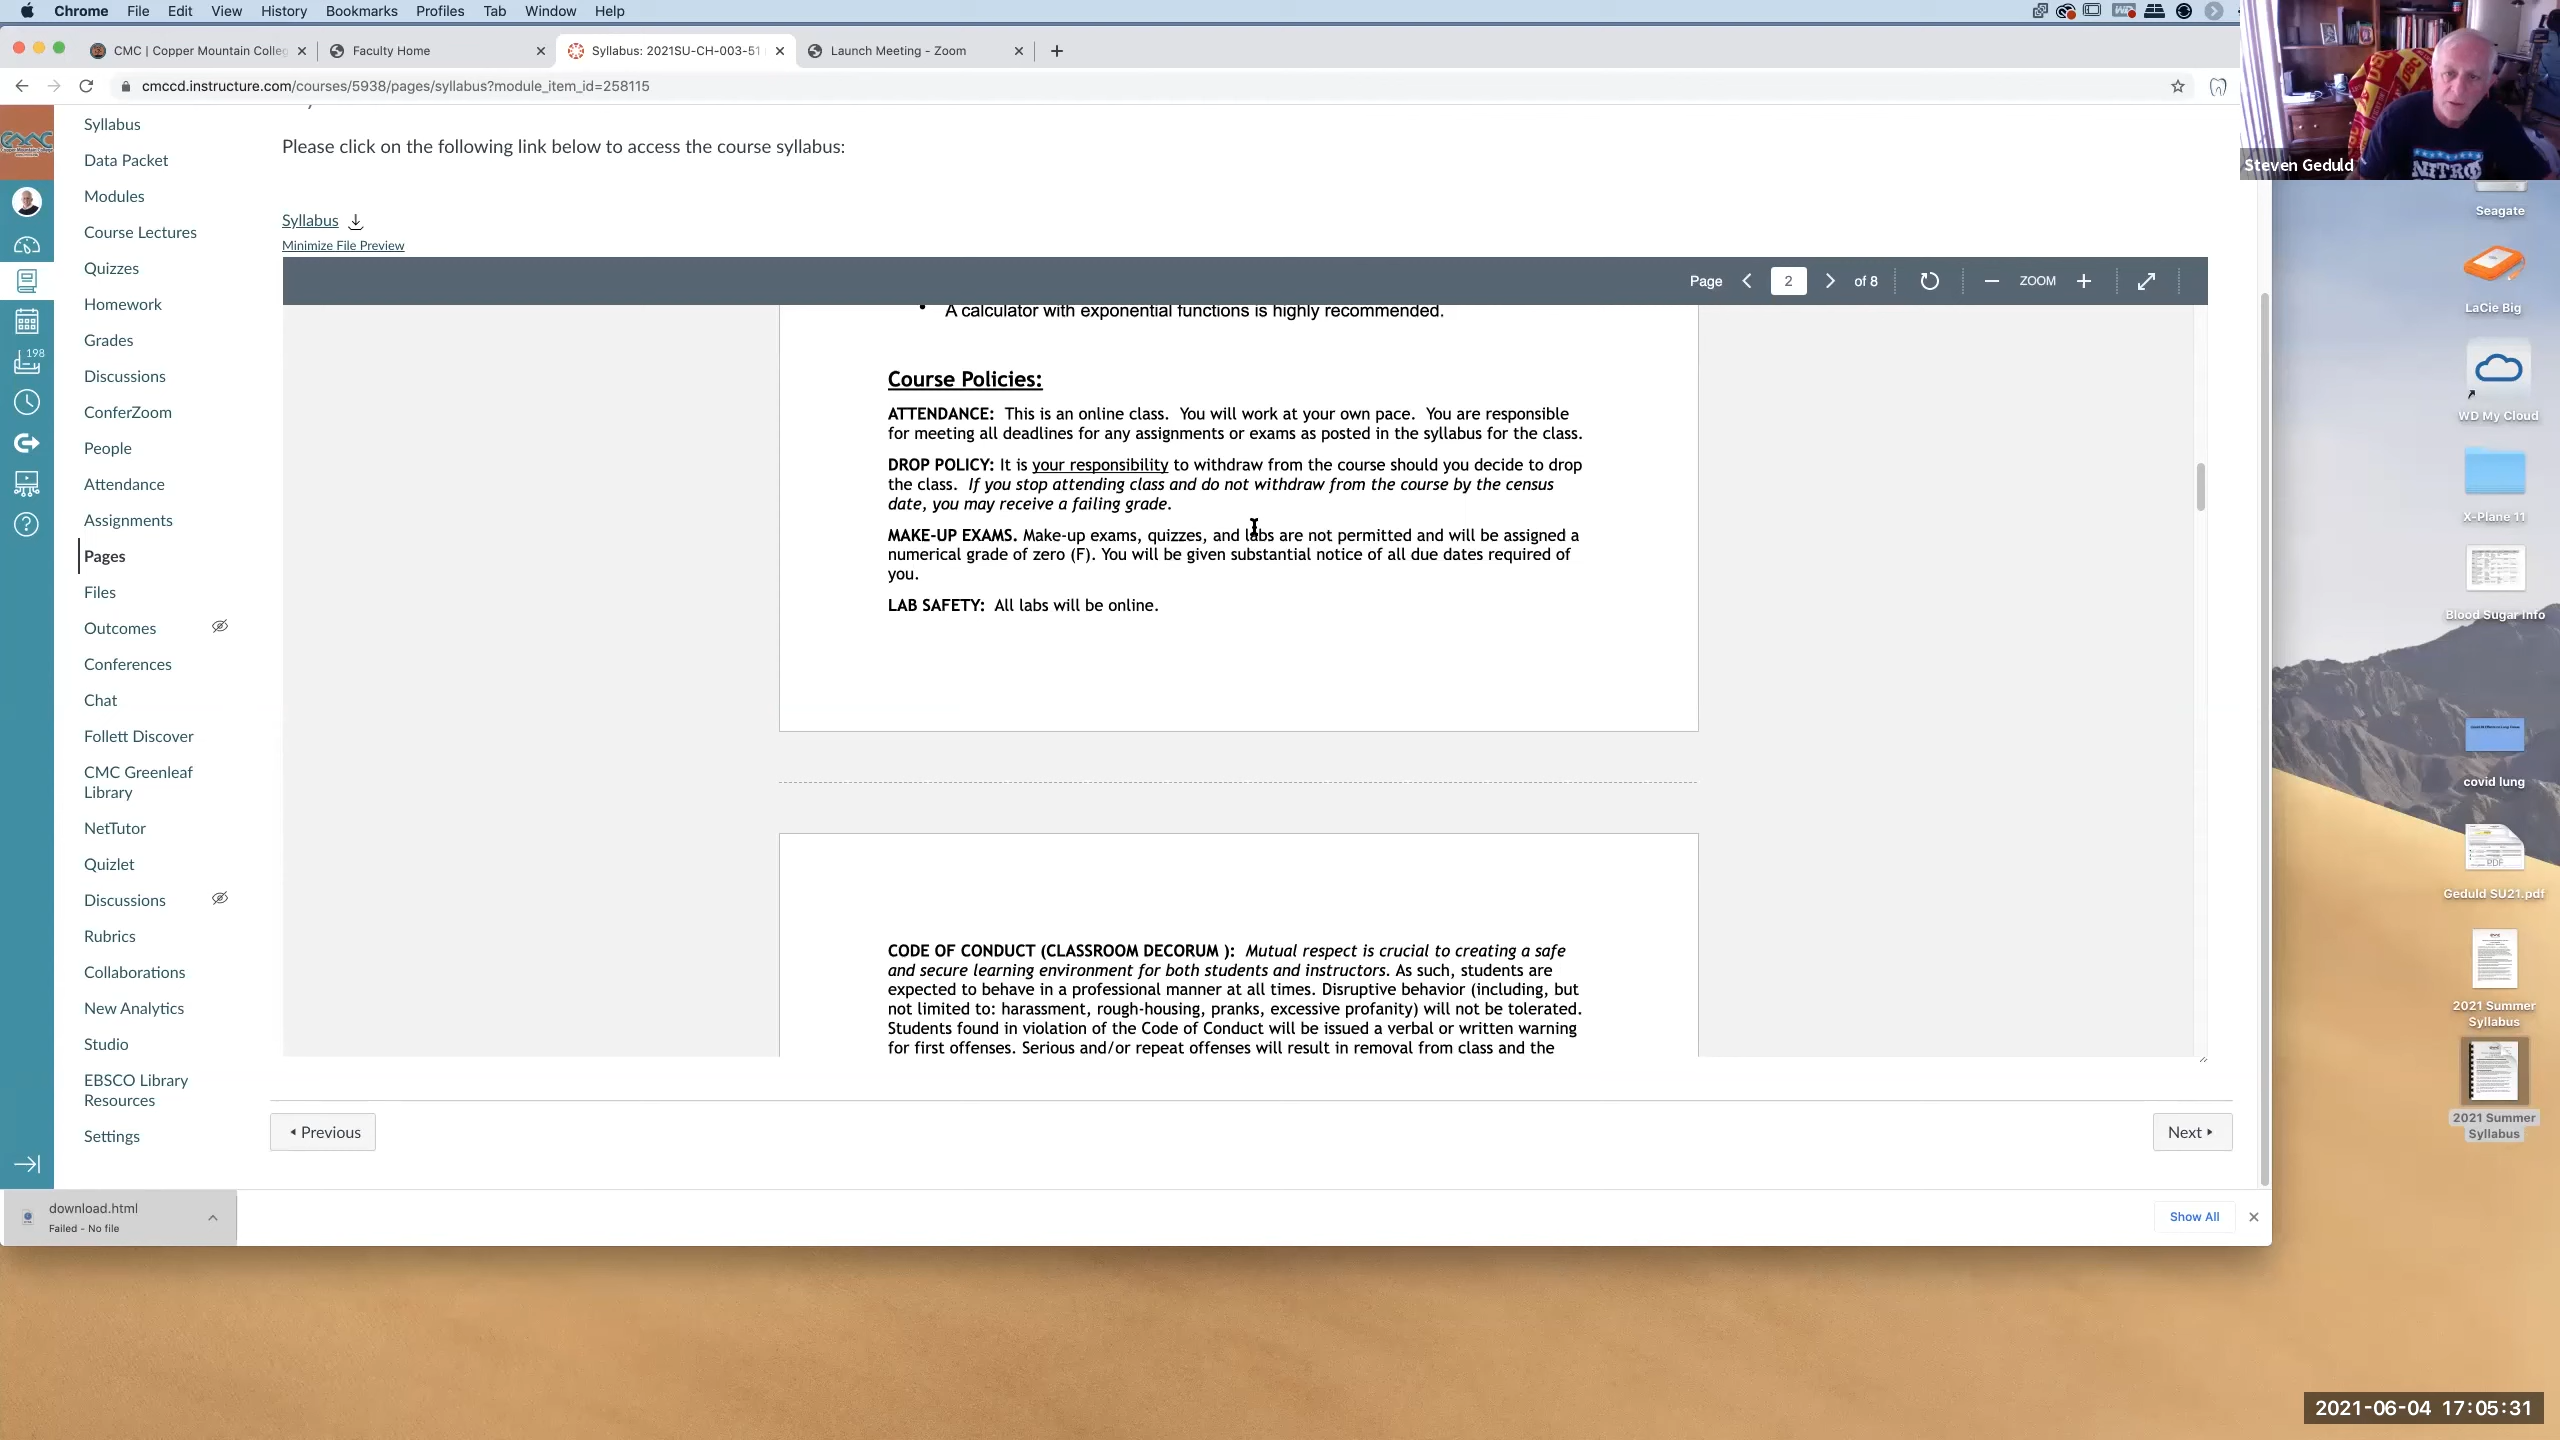 Chrome File Edit View History Bookmarks Profiles Tab Window Help
CMC | Copper Mountain Colleg
Faculty Home
Syllabus: 2021SU-CH-003-51
Launch Meeting - Zoom
cmccd.instructure.com/courses/5938/pages/syllabus?module_item_id=258115
Steven Geduld
NITRO
USC
Syllabus
Data Packet
Modules
Course Lectures
Quizzes
Homework
Grades
Discussions
198
ConferZoom
People
Attendance
Assignments
Pages
Files
Outcomes
Conferences
Chat
Follett Discover
CMC Greenleaf
Library
NetTutor
Quizlet
Discussions
Rubrics
Collaborations
New Analytics
Studio
EBSCO Library
Resources
Settings
Please click on the following link below to access the course syllabus:
Syllabus
Minimize File Preview
Page 2 of 8 ZOOM
• A calculator with exponential functions is highly recommended.
Course Policies:
ATTENDANCE: This is an online class. You will work at your own pace. You are responsible
for meeting all deadlines for any assignments or exams as posted in the syllabus for the class.
DROP POLICY: It is your responsibility to withdraw from the course should you decide to drop
the class. If you stop attending class and do not withdraw from the course by the census
date, you may receive a failing grade.
MAKE-UP EXAMS. Make-up exams, quizzes, and labs are not permitted and will be assigned a
numerical grade of zero (F). You will be given substantial notice of all due dates required of
you.
LAB SAFETY: All labs will be online.
CODE OF CONDUCT (CLASSROOM DECORUM ): Mutual respect is crucial to creating a safe
and secure learning environment for both students and instructors. As such, students are
expected to behave in a professional manner at all times. Disruptive behavior (including, but
not limited to: harassment, rough-housing, pranks, excessive profanity) will not be tolerated.
Students found in violation of the Code of Conduct will be issued a verbal or written warning
for first offenses. Serious and/or repeat offenses will result in removal from class and the
Previous
Next
download.html
Failed - No file
Show All
Seagate
LaCie Big
WD My Cloud
X-Plane 11
Blood Sugar Info
covid lung
PDF
Geduld SU21.pdf
2021 Summer
Syllabus
2021 Summer
Syllabus
2021-06-04 17:05:31